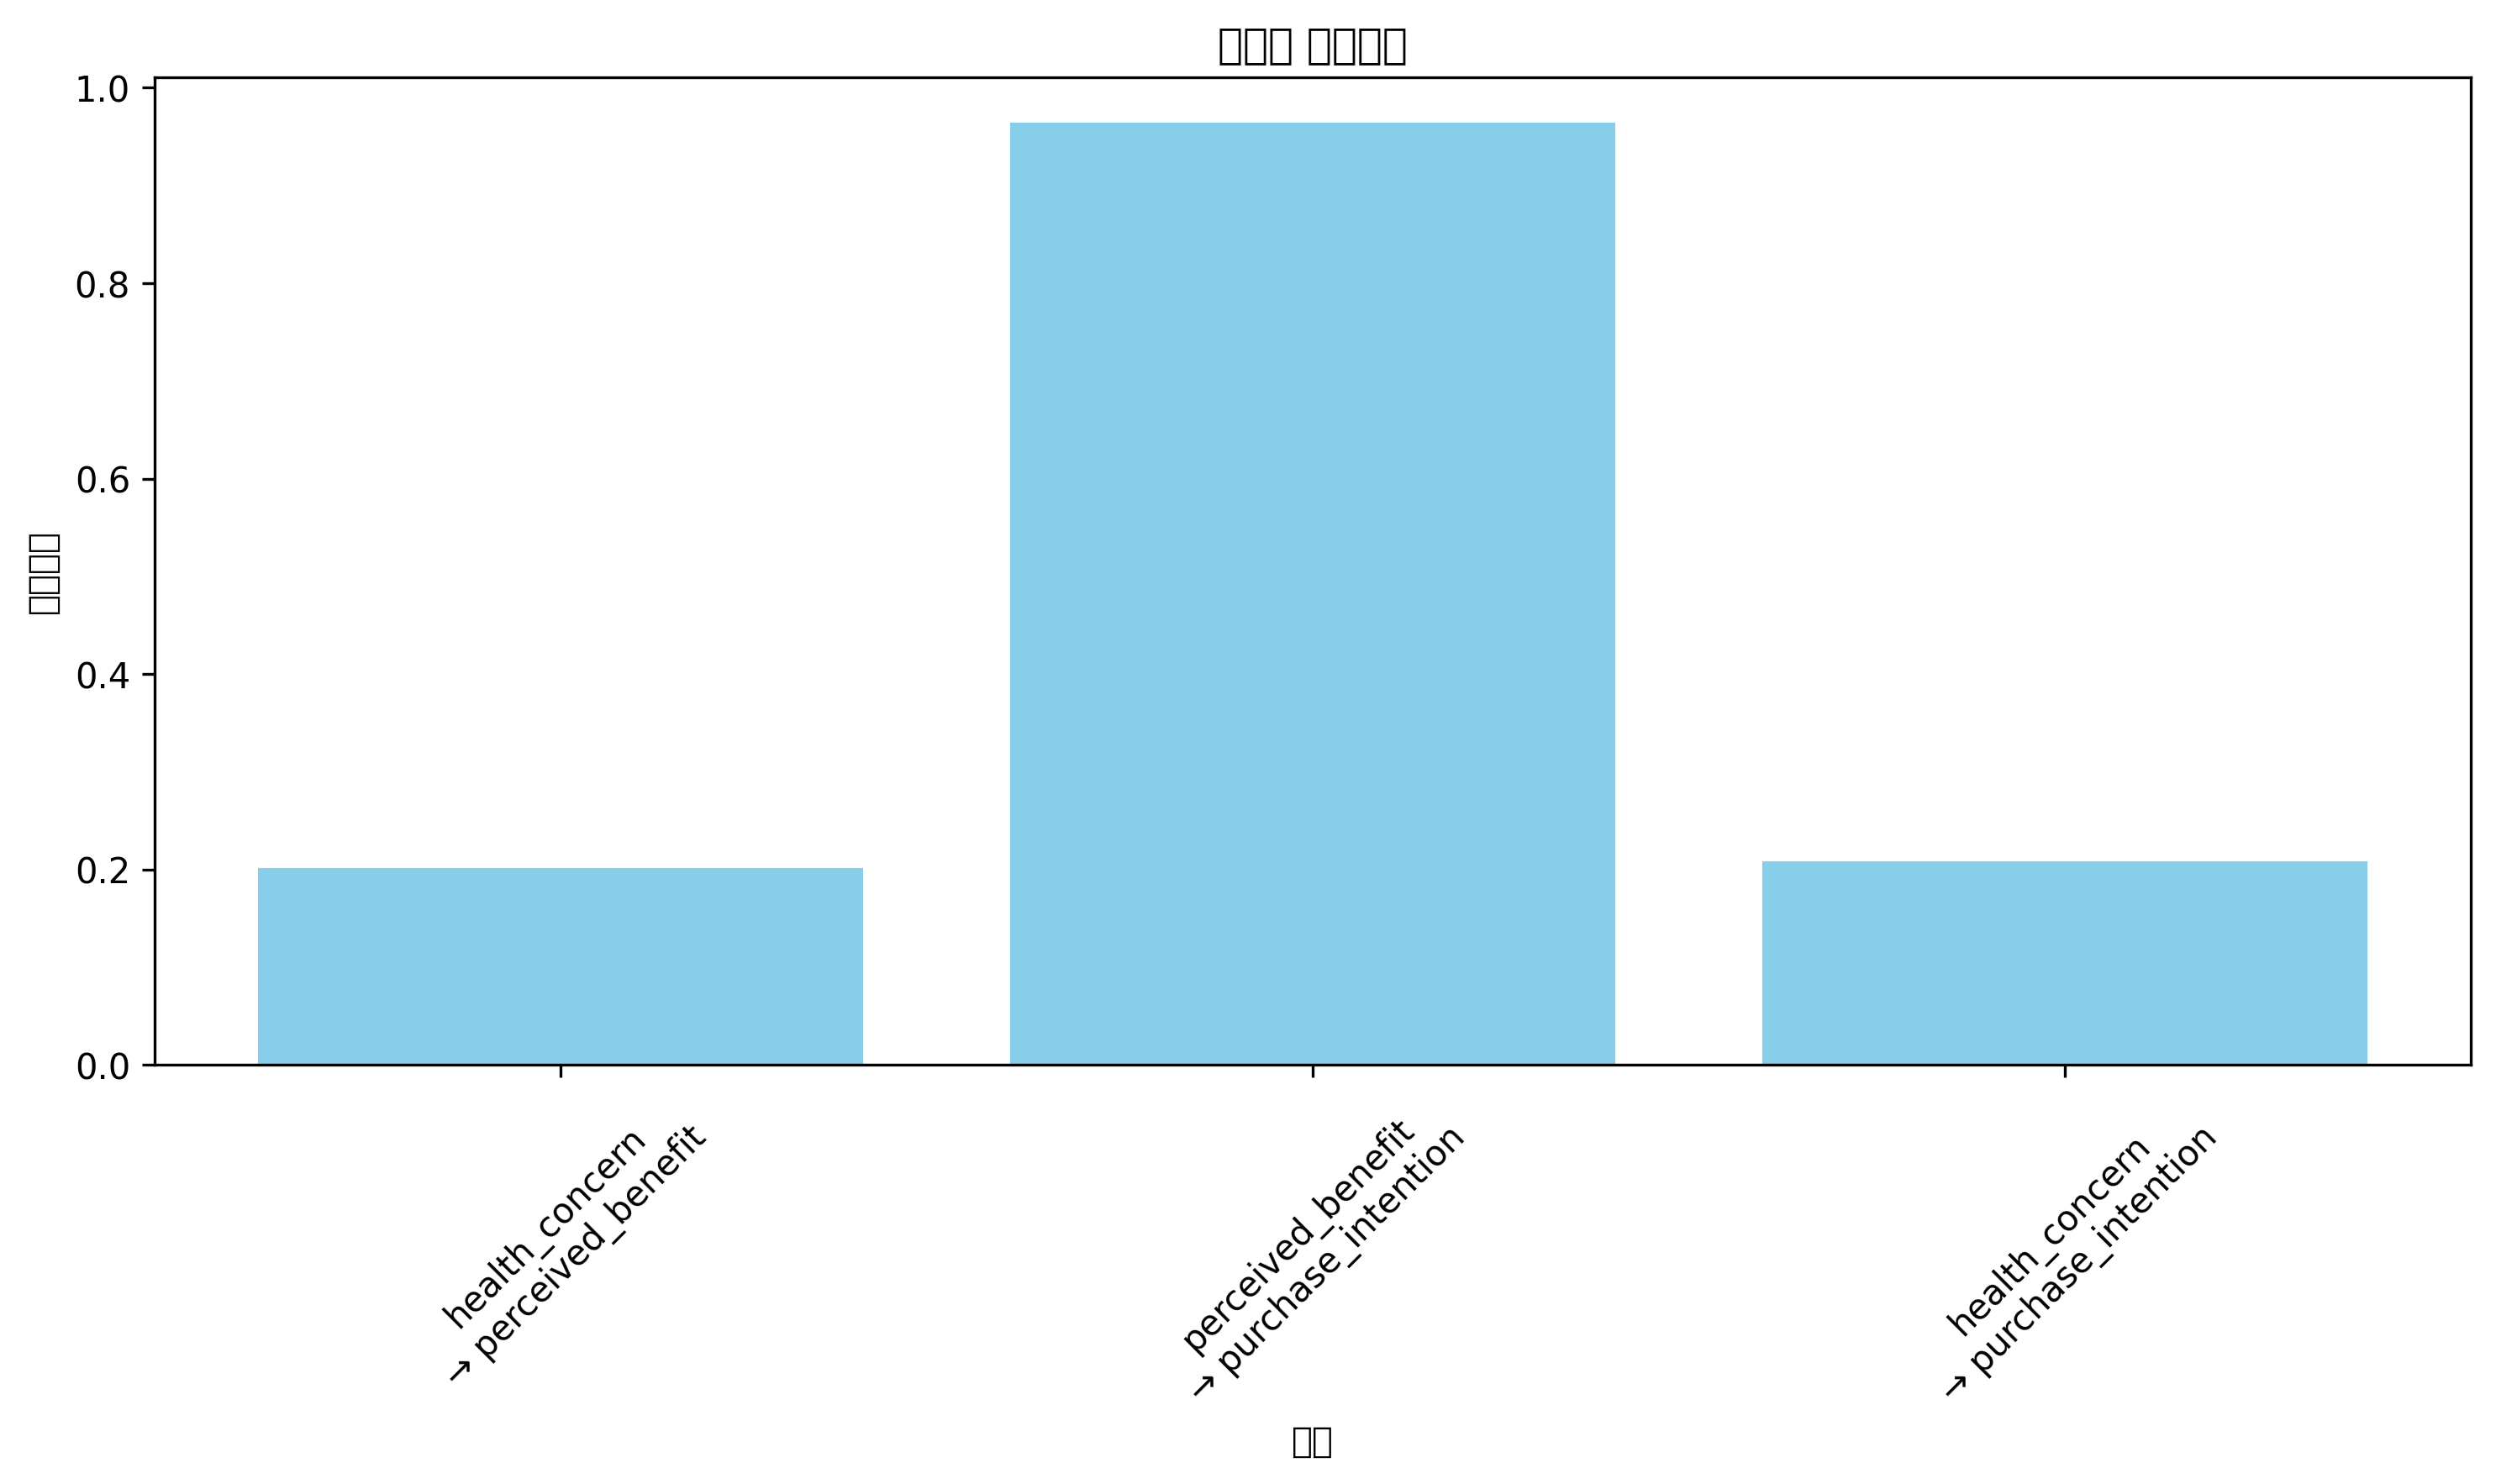 1.0
0.8
0.6
0.4
0.2
0.0
health_concern
→ perceived_benefit
perceived_benefit
→ purchase_intention
health_concern
→ purchase_intention